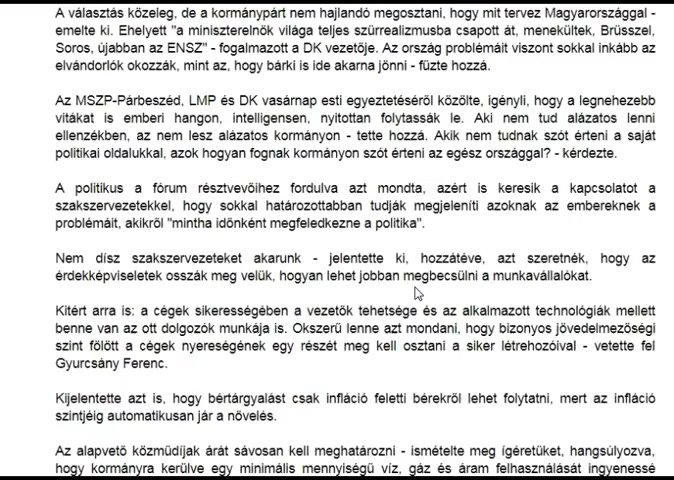 A választás közeleg, de a kormánypárt nem hajlandó megosztani, hogy mit tervez Magyarországgal -
emelte ki. Ehelyett "a miniszterelnök világa teljes szürrealizmusba csapott át, menekültek, Brüsszel,
Soros, újabban az ENSZ" - fogalmazott a DK vezetője. Az ország problémáit viszont sokkal inkább az
elvándorlók okozzák, mint az, hogy bárki is ide akarna jönni - fűzte hozzá.
Az MSZP-Párbeszéd, LMP és DK vasárnap esti egyeztetéséről közölte, igényli, hogy a legnehezebb
vitákat is emberi hangon, intelligensen, nyitottan folytassák le. Aki nem tud alázatos lenni
ellenzékben, az nem lesz alázatos kormányon - tette hozzá. Akik nem tudnak szót érteni a saját
politikai oldalukkal, azok hogyan fognak kormányon szót érteni az egész országgal? - kérdezte.
A politikus a fórum résztvevőihez fordulva azt mondta, azért is keresik a kapcsolatot a
szakszervezetekkel, hogy sokkal határozottabban tudják megjeleníti azoknak az embereknek a
problémáit, akikről "mintha időnként megfeledkezne a politika".
Nem dísz szakszervezeteket akarunk - jelentette ki, hozzátéve, azt szeretnék, hogy az
érdekképviseletek osszák meg velük, hogyan lehet jobban megbecsülni a munkavállalókat.
Kitért arra is: a cégek sikerességében a vezetők tehetsége és az alkalmazott technológiák mellett
benne van az ott dolgozók munkája is. Okszerű lenne azt mondani, hogy bizonyos jövedelmezőségi
szint fölött a cégek nyereségének egy részét meg kell osztani a siker létrehozóival - vetette fel
Gyurcsány Ferenc.
Kijelentette azt is, hogy bértárgyalást csak infláció feletti bérekről lehet folytatni, mert az infláció
szintjéig automatikusan jár a növelés.
Az alapvető közműdíjak árát sávosan kell meghatározni - ismételte meg ígéretüket, hangsúlyozva,
hogy kormányra kerülve egy minimális mennyiségű víz, gáz és áram felhasználását ingyenessé